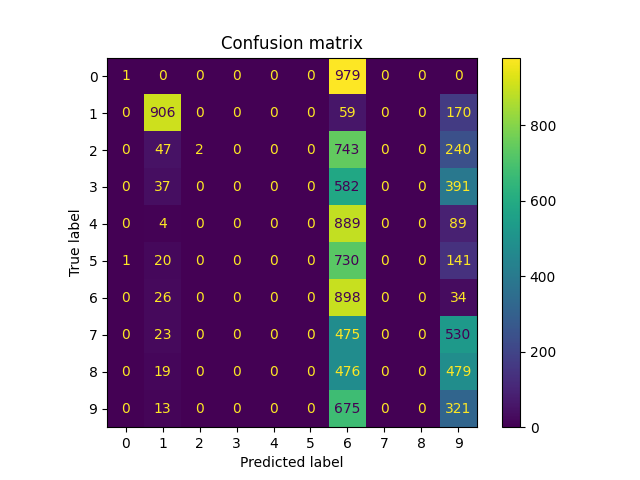 Confusion matrix
0 1 0 0 0 0 0 979 0 0 0
1 0 906 0 0 0 0 59 0 0 170 800
2 0 47 2 0 0 0 743 0 0 240
3 0 37 0 0 0 0 582 0 0 391 600
4 0 4 0 0 0 0 889 0 0 89
5 1 20 0 0 0 0 730 0 0 141 400
6 0 26 0 0 0 0 898 0 0 34
7 0 23 0 0 0 0 475 0 0 530 200
8 0 19 0 0 0 0 476 0 0 479
9 0 13 0 0 0 0 675 0 0 321 0
0 1 2 3 4 5 6 7 8 9
Predicted label
True label